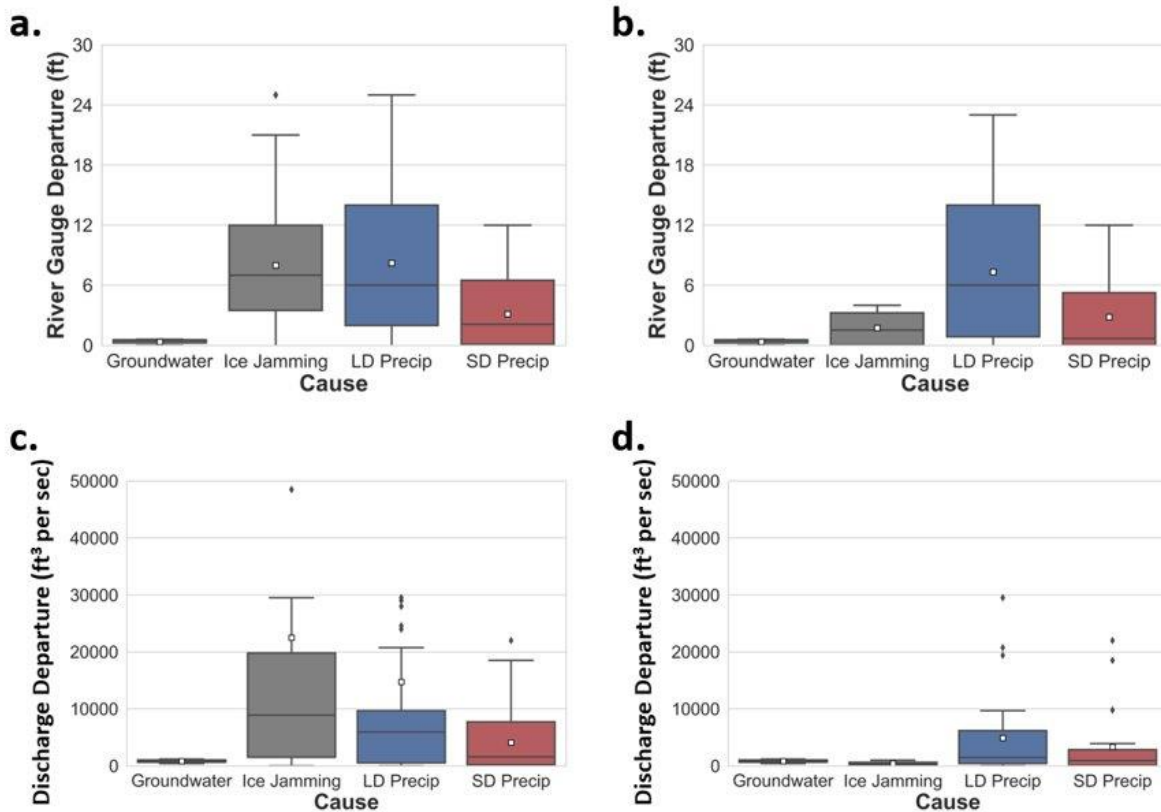 a.
River Gauge Departure (ft)
30
24
18
12
6
0
Groundwater Ice Jamming LD Precip SD Precip
Cause
b.
River Gauge Departure (ft)
30
24
18
12
6
0
Groundwater Ice Jamming LD Precip SD Precip
Cause
c.
Discharge Departure (ft³ per sec)
50000
40000
30000
20000
10000
0
Groundwater Ice Jamming LD Precip SD Precip
Cause
d.
Discharge Departure (ft³ per sec)
50000
40000
30000
20000
10000
0
Groundwater Ice Jamming LD Precip SD Precip
Cause